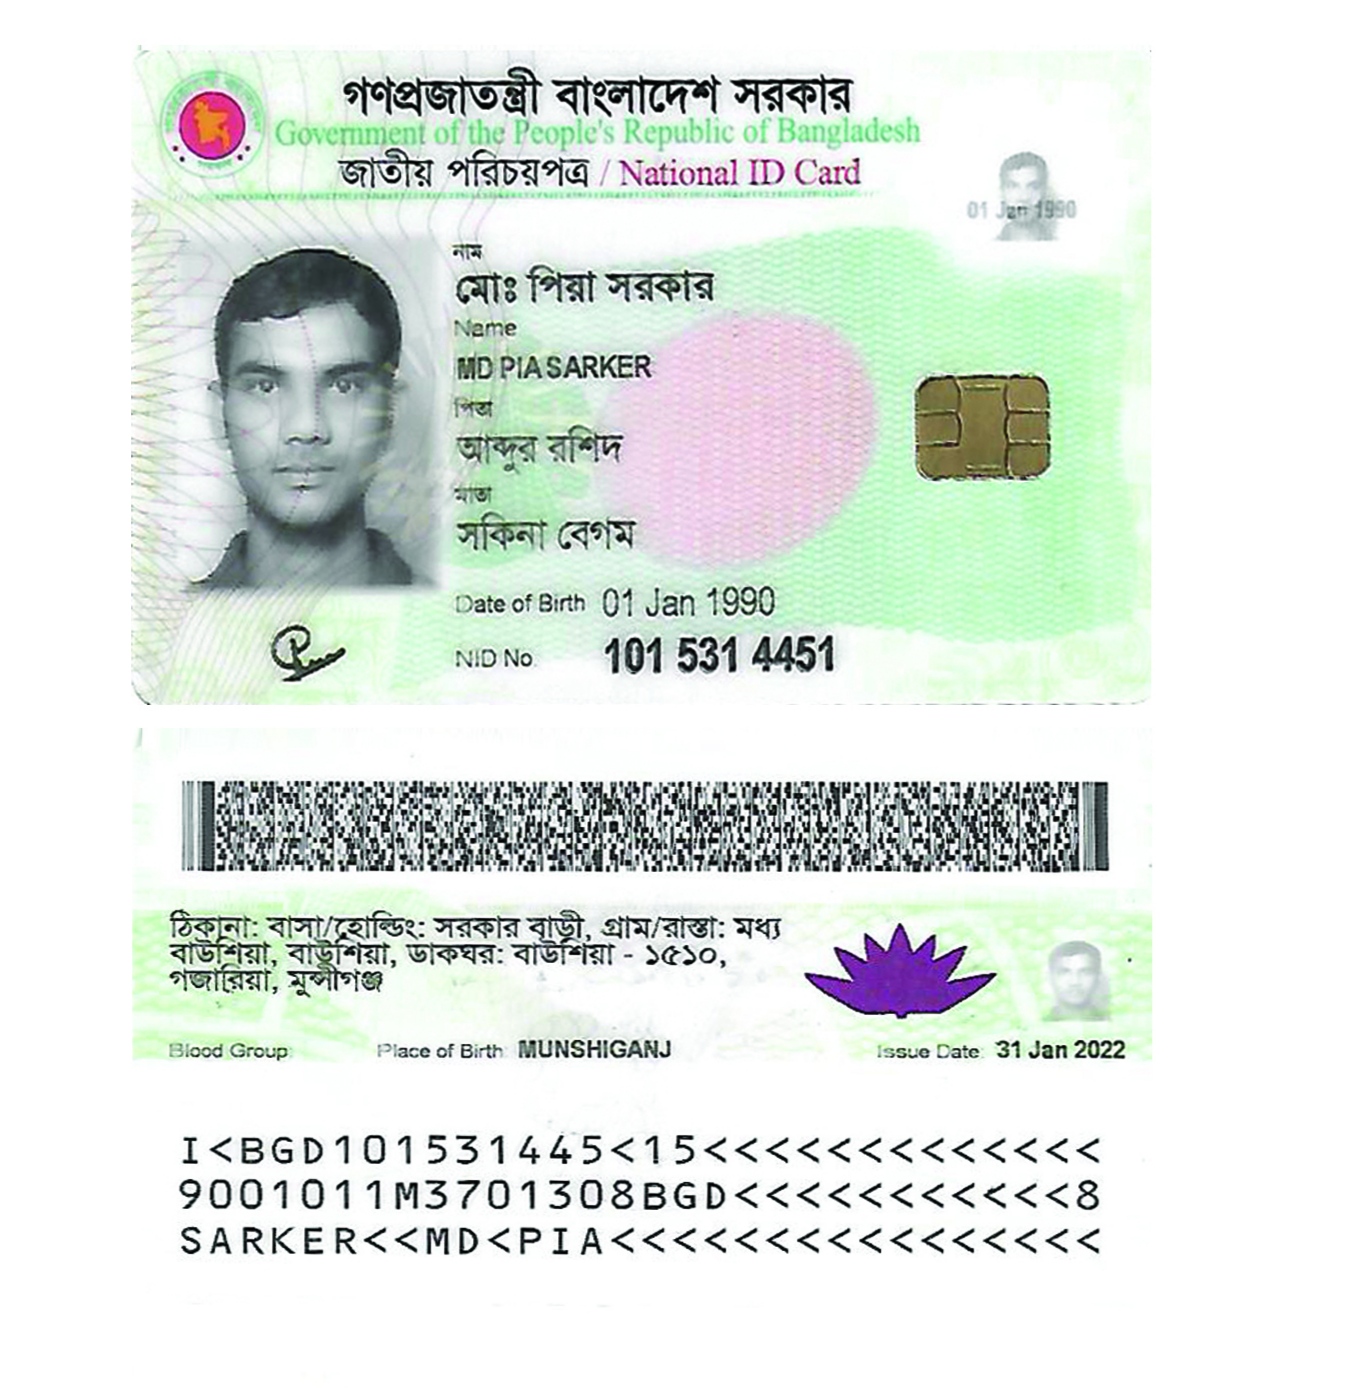 গণপ্রজাতন্ত্রী বাংলাদেশ সরকার
Government of the People's Republic of Bangladesh
জাতীয় পরিচয়পত্র / National ID Card
01 Jan 1990
নাম
মোঃ পিয়া সরকার
Name
MD PIA SARKER
পিতা
আব্দুর রশিদ
মাতা
সকিনা বেগম
Date of Birth 01 Jan 1990
NID No. 101 531 4451
ঠিকানা: বাসা/হোল্ডিং: সরকার বাড়ী, গ্রাম/রাস্তা: মধ্য
বাউশিয়া, বাউশিয়া, ডাকঘর: বাউশিয়া - ১৫১০,
গজারিয়া, মুন্সীগঞ্জ
Blood Group: Place of Birth: MUNSHIGANJ Issue Date: 31 Jan 2022
I<BGD101531445<15<<<<<<<<<<<<<
9001011M3701308BGD<<<<<<<<<<<8
SARKER<<MD<PIA<<<<<<<<<<<<<<<<